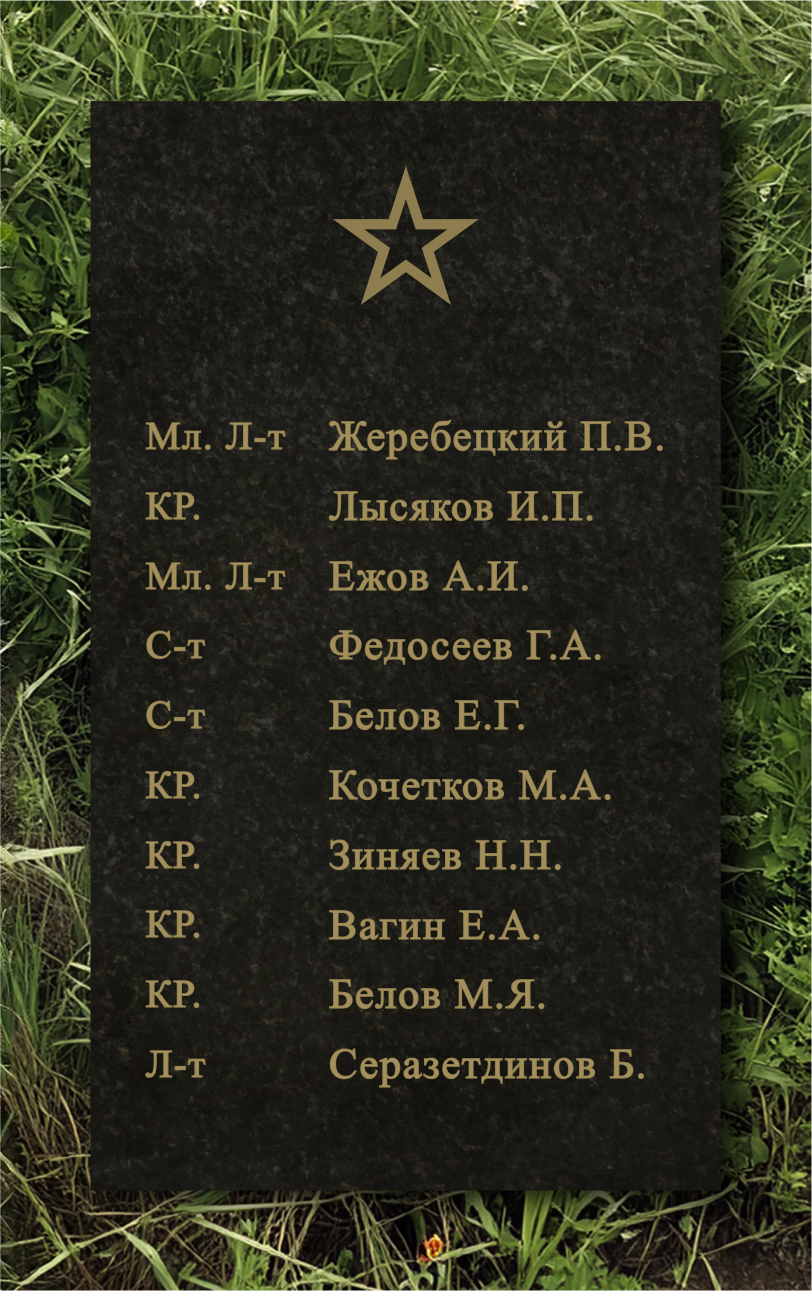 Мл. Л-т Жеребецкий П.В.
КР. Лысяков И.П.
Мл. Л-т Ежов А.И.
С-т Федосеев Г.А.
С-т Белов Е.Г.
КР. Кочетков М.А.
КР. Зиняев Н.Н.
КР. Вагин Е.А.
КР. Белов М.Я.
Л-т Серазетдинов Б.